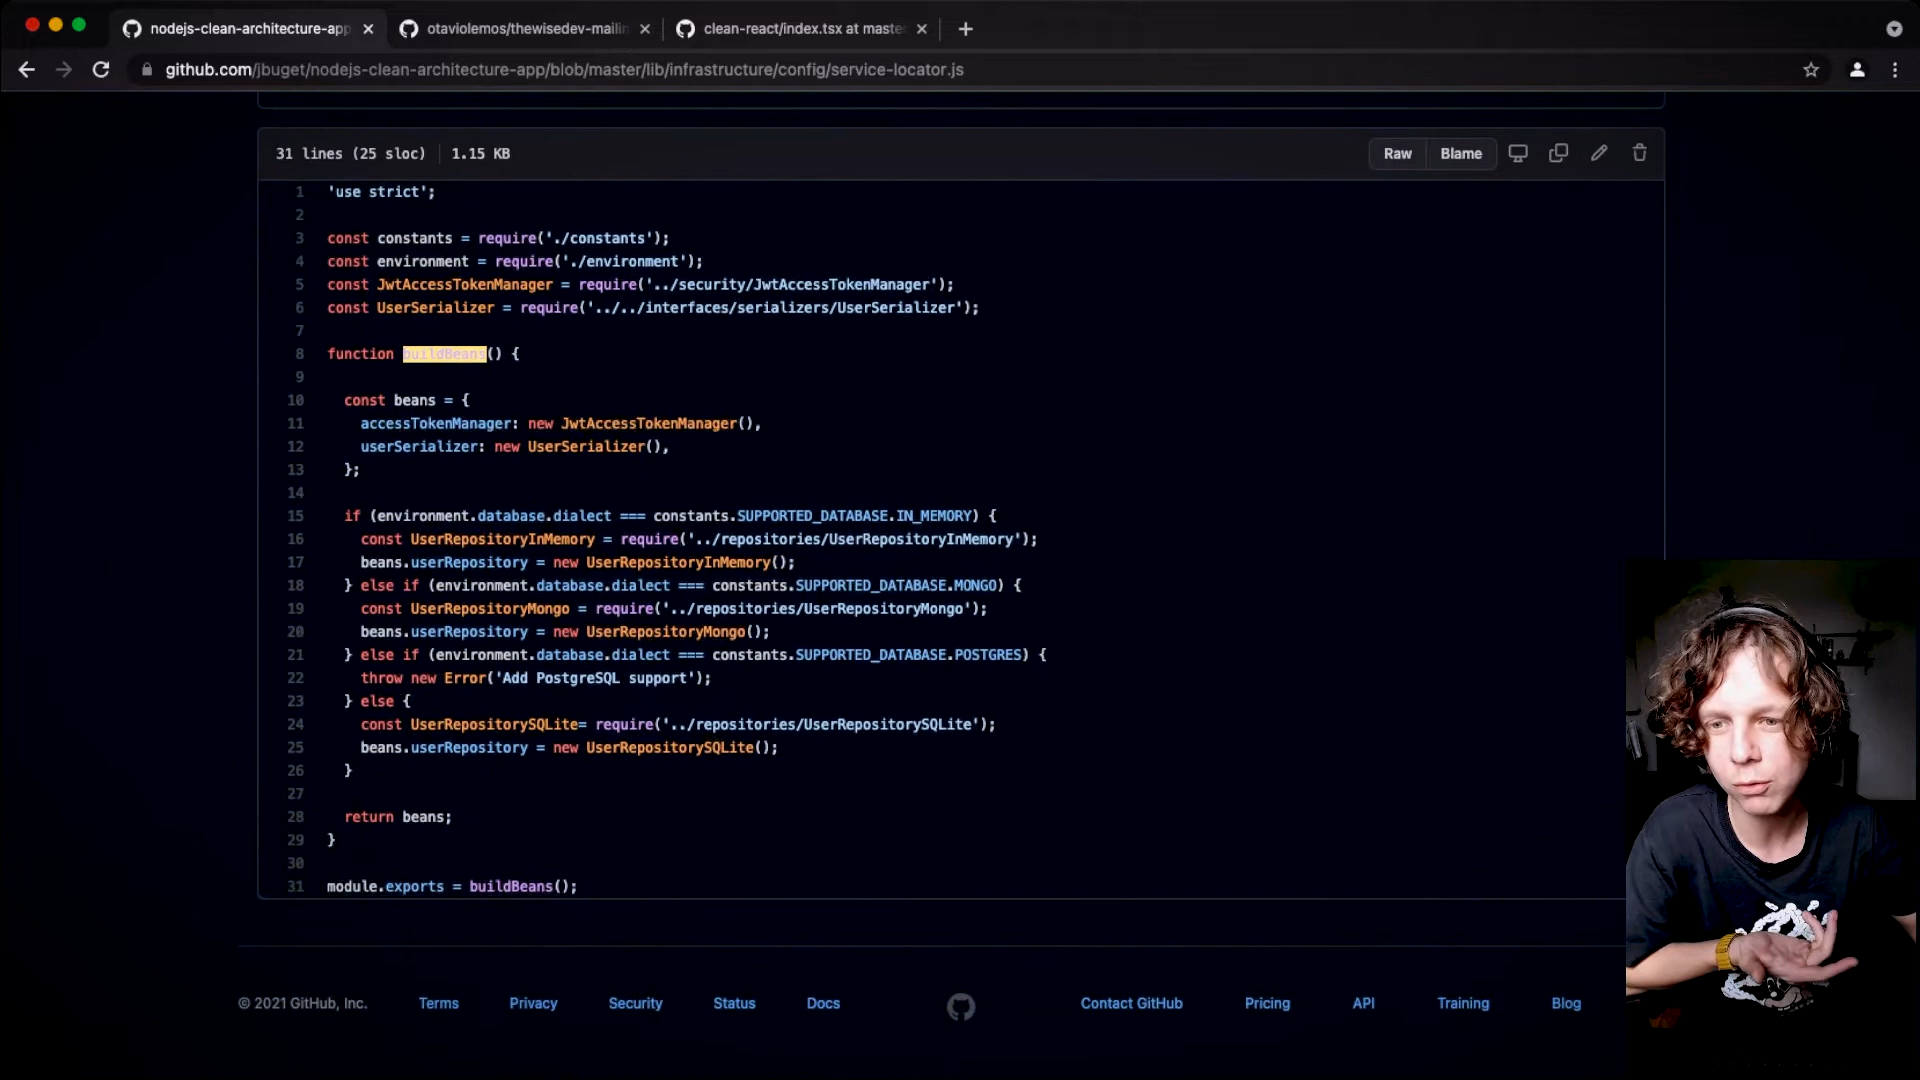 nodejs-clean-architecture-app
otaviolemos/thewisedev-mailin
clean-react/index.tsx at maste
github.com/jbuget/nodejs-clean-architecture-app/blob/master/lib/infrastructure/config/service-locator.js
31 lines (25 sloc) 1.15 KB
Raw Blame
1 'use strict';
2
3 const constants = require('./constants');
4 const environment = require('./environment');
5 const JwtAccessTokenManager = require('../security/JwtAccessTokenManager');
6 const UserSerializer = require('../../interfaces/serializers/UserSerializer');
7
8 function buildBeans() {
9
10 const beans = {
11 accessTokenManager: new JwtAccessTokenManager(),
12 userSerializer: new UserSerializer(),
13 };
14
15 if (environment.database.dialect === constants.SUPPORTED_DATABASE.IN_MEMORY) {
16 const UserRepositoryInMemory = require('../repositories/UserRepositoryInMemory');
17 beans.userRepository = new UserRepositoryInMemory();
18 } else if (environment.database.dialect === constants.SUPPORTED_DATABASE.MONGO) {
19 const UserRepositoryMongo = require('../repositories/UserRepositoryMongo');
20 beans.userRepository = new UserRepositoryMongo();
21 } else if (environment.database.dialect === constants.SUPPORTED_DATABASE.POSTGRES) {
22 throw new Error('Add PostgreSQL support');
23 } else {
24 const UserRepositorySQLite= require('../repositories/UserRepositorySQLite');
25 beans.userRepository = new UserRepositorySQLite();
26 }
27
28 return beans;
29 }
30
31 module.exports = buildBeans();
© 2021 GitHub, Inc. Terms Privacy Security Status Docs Contact GitHub Pricing API Training Blog